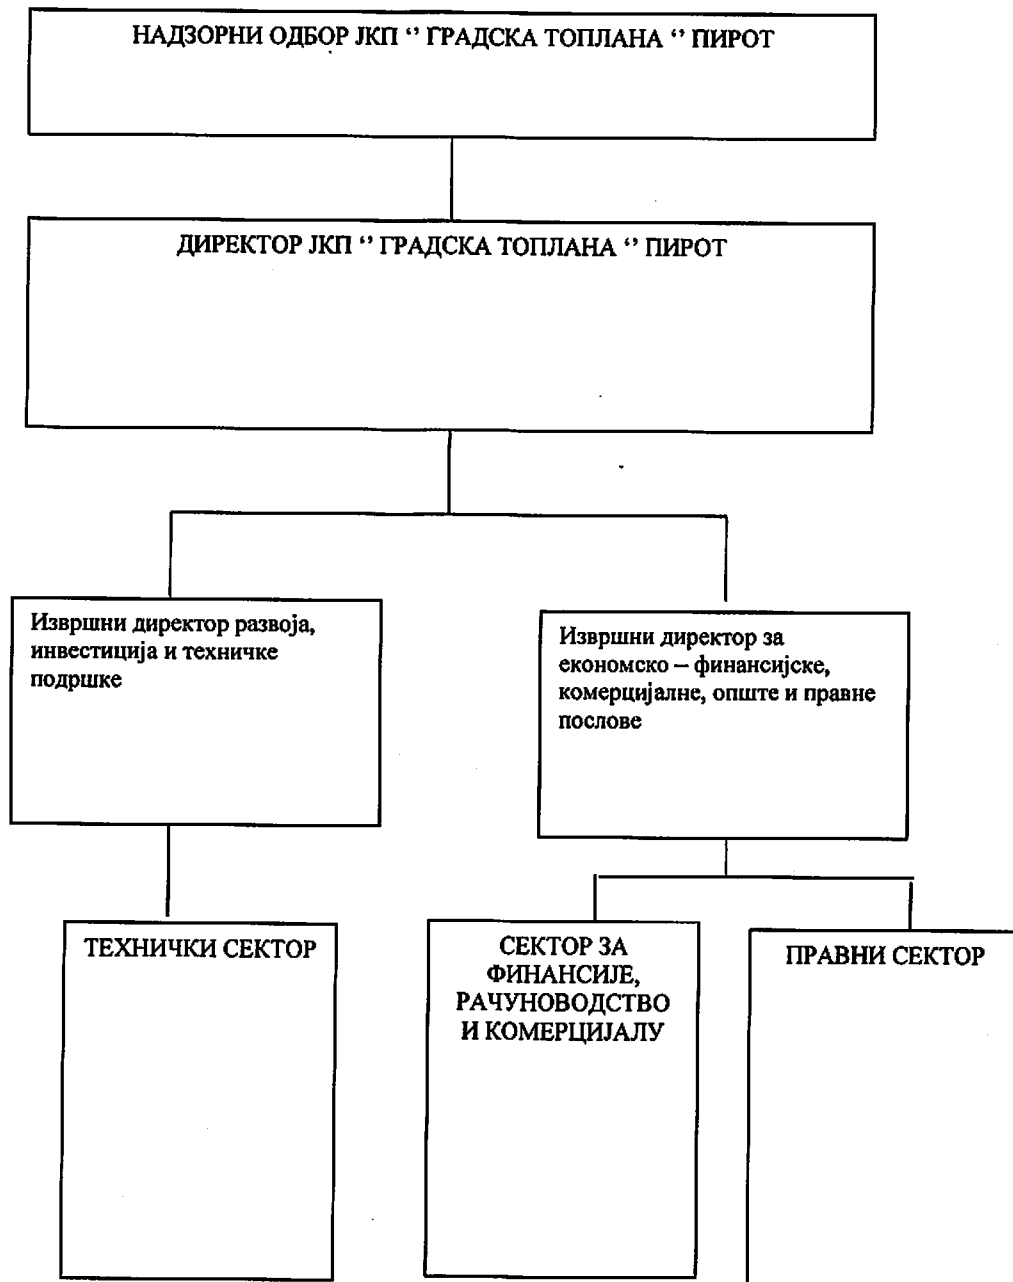 НАДЗОРНИ ОДБОР ЈКП ‘’ ГРАДСКА ТОПЛАНА ‘’ ПИРОТ
ДИРЕКТОР ЈКП ‘’ ГРАДСКА ТОПЛАНА ‘’ ПИРОТ
Извршни директор развоја,
инвестиција и техничке
подршке
Извршни директор за
економско – финансијске,
комерцијалне, опште и правне
послове
ТЕХНИЧКИ СЕКТОР
СЕКТОР ЗА
ФИНАНСИЈЕ,
РАЧУНОВОДСТВО
И КОМЕРЦИЈАЛУ
ПРАВНИ СЕКТОР